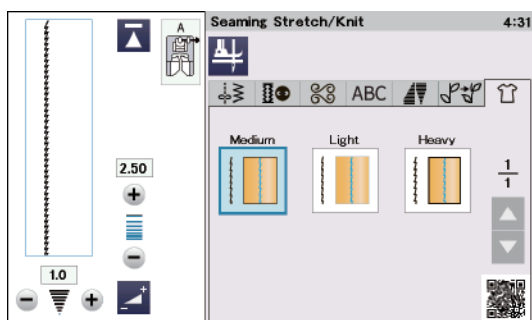 Seaming Stretch/Knit 4:31
A
ABC
Medium Light Heavy
2.50
1
1
1.0